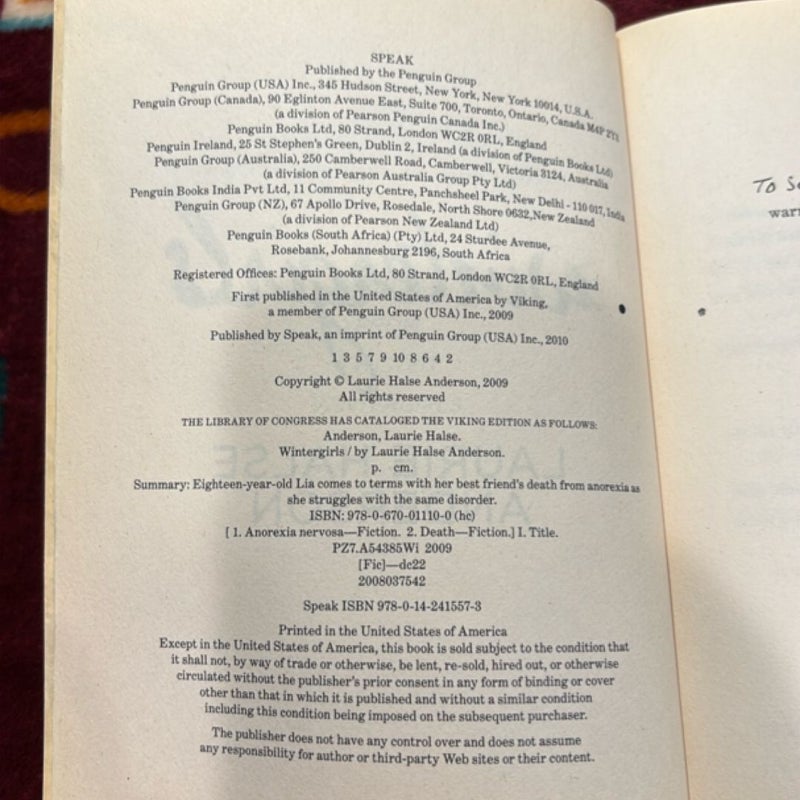 SPEAK
Published by the Penguin Group
Penguin Group (USA) Inc., 345 Hudson Street, New York, New York 10014, U.S.A.
Penguin Group (Canada), 90 Eglinton Avenue East, Suite 700, Toronto, Ontario, Canada M4P 2Y3
(a division of Pearson Penguin Canada Inc.)
Penguin Books Ltd, 80 Strand, London WC2R 0RL, England
Penguin Ireland, 25 St Stephen's Green, Dublin 2, Ireland (a division of Penguin Books Ltd)
Penguin Group (Australia), 250 Camberwell Road, Camberwell, Victoria 3124, Australia
(a division of Pearson Australia Group Pty Ltd)
Penguin Books India Pvt Ltd, 11 Community Centre, Panchsheel Park, New Delhi - 110 017, India
Penguin Group (NZ), 67 Apollo Drive, Rosedale, North Shore 0632, New Zealand
(a division of Pearson New Zealand Ltd)
Penguin Books (South Africa) (Pty) Ltd, 24 Sturdee Avenue,
Rosebank, Johannesburg 2196, South Africa
Registered Offices: Penguin Books Ltd, 80 Strand, London WC2R 0RL, England
First published in the United States of America by Viking,
a member of Penguin Group (USA) Inc., 2009
Published by Speak, an imprint of Penguin Group (USA) Inc., 2010
1 3 5 7 9 10 8 6 4 2
Copyright © Laurie Halse Anderson, 2009
All rights reserved
THE LIBRARY OF CONGRESS HAS CATALOGED THE VIKING EDITION AS FOLLOWS:
Anderson, Laurie Halse.
Wintergirls / by Laurie Halse Anderson.
p. cm.
Summary: Eighteen-year-old Lia comes to terms with her best friend's death from anorexia as
she struggles with the same disorder.
ISBN: 978-0-670-01110-0 (hc)
[ 1. Anorexia nervosa—Fiction. 2. Death—Fiction.] I. Title.
PZ7.A54385Wi 2009
[Fic]—dc22
2008037542
Speak ISBN 978-0-14-241557-3
Printed in the United States of America
Except in the United States of America, this book is sold subject to the condition that
it shall not, by way of trade or otherwise, be lent, re-sold, hired out, or otherwise
circulated without the publisher's prior consent in any form of binding or cover
other than that in which it is published and without a similar condition
including this condition being imposed on the subsequent purchaser.
The publisher does not have any control over and does not assume
any responsibility for author or third-party Web sites or their content.
To